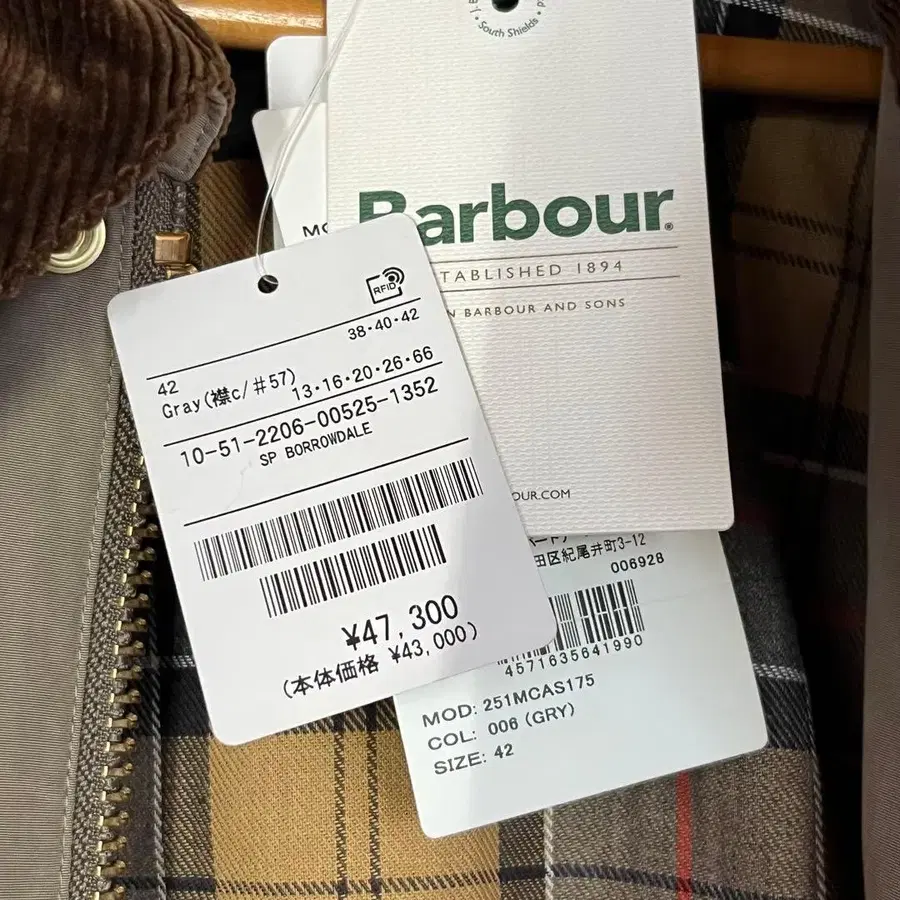 South Shields
Barbour
TABLISHED 1894
N BARBOUR AND SONS
OUR.COM
RFID
38・40・42
42
Gray(襟c/#57)
13・16・20・26・66
10-51-2206-00525-1352
SP BORROWDALE
¥47,300
(本体価格 ¥43,000)
田区紀尾井町3-12
006928
4571635641990
MOD: 251MCAS175
COL: 006 (GRY)
SIZE: 42